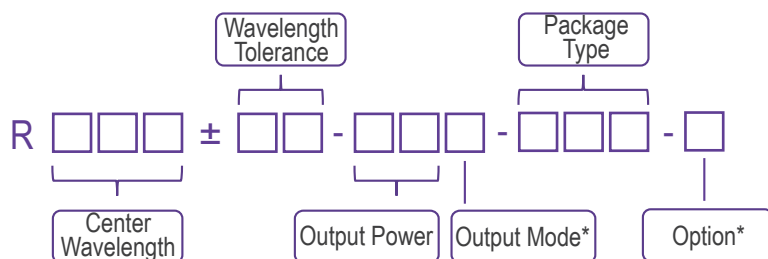 Wavelength
Tolerance
Package
Type
R □□□ ± □□ - □□□ - □□□ - □
Center
Wavelength
Output Power
Output Mode*
Option*